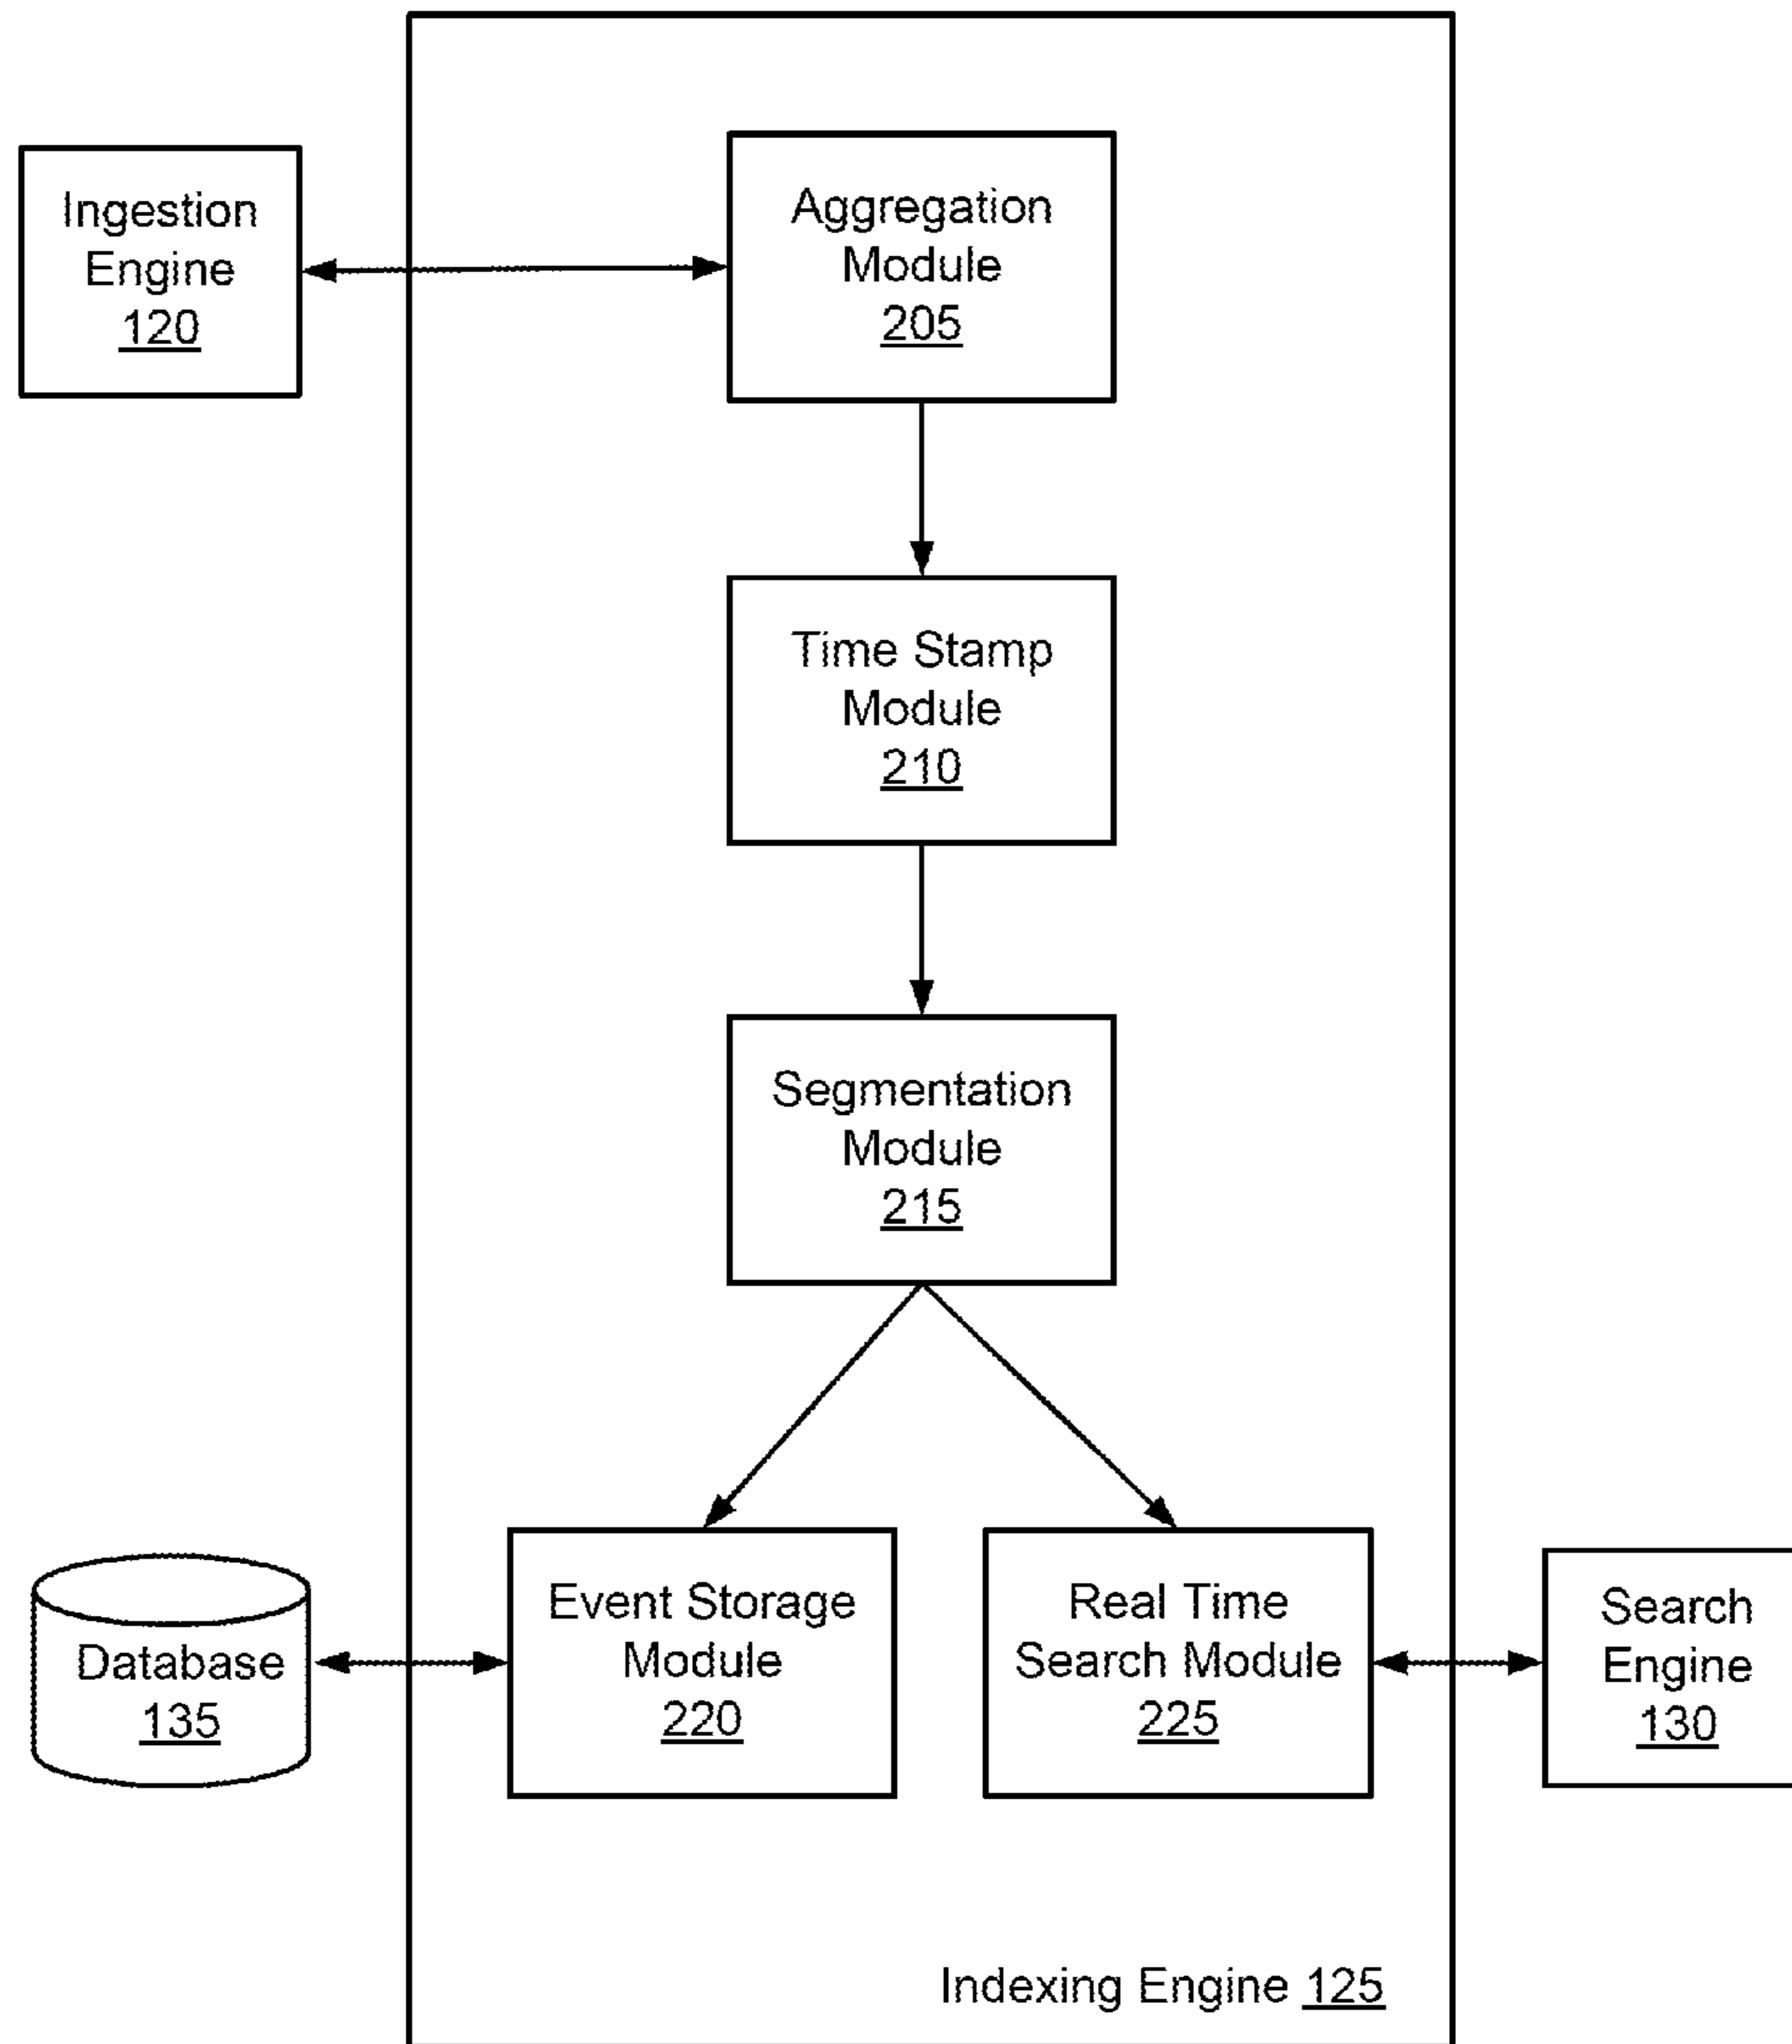 Ingestion
Engine
120
Aggregation
Module
205
Time Stamp
Module
210
Segmentation
Module
215
Database
135
Event Storage
Module
220
Real Time
Search Module
225
Search
Engine
130
Indexing Engine 125